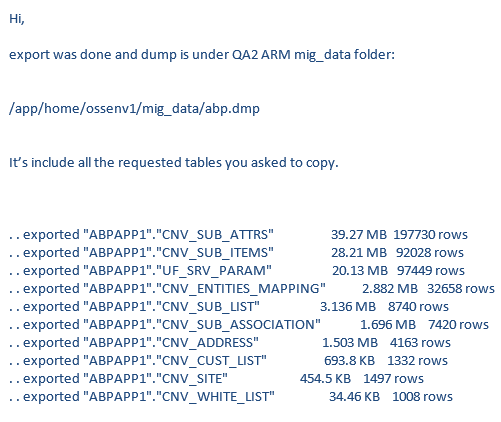 Hi,
export was done and dump is under QA2 ARM mig_data folder:
/app/home/ossenv1/mig_data/abp.dmp
It's include all the requested tables you asked to copy.
. . exported "ABPAPP1"."CNV_SUB_ATTRS" 39.27 MB 197730 rows
. . exported "ABPAPP1"."CNV_SUB_ITEMS" 28.21 MB 92028 rows
. . exported "ABPAPP1"."UF_SRV_PARAM" 20.13 MB 97449 rows
. . exported "ABPAPP1"."CNV_ENTITIES_MAPPING" 2.882 MB 32658 rows
. . exported "ABPAPP1"."CNV_SUB_LIST" 3.136 MB 8740 rows
. . exported "ABPAPP1"."CNV_SUB_ASSOCIATION" 1.696 MB 7420 rows
. . exported "ABPAPP1"."CNV_ADDRESS" 1.503 MB 4163 rows
. . exported "ABPAPP1"."CNV_CUST_LIST" 693.8 KB 1332 rows
. . exported "ABPAPP1"."CNV_SITE" 454.5 KB 1497 rows
. . exported "ABPAPP1"."CNV_WHITE_LIST" 34.46 KB 1008 rows